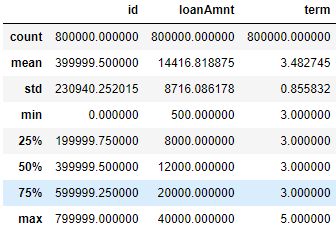 id loanAmnt term
count 800000.000000 800000.000000 800000.000000
mean 399999.500000 14416.818875 3.482745
std 230940.252015 8716.086178 0.855832
min 0.000000 500.000000 3.000000
25% 199999.750000 8000.000000 3.000000
50% 399999.500000 12000.000000 3.000000
75% 599999.250000 20000.000000 3.000000
max 799999.000000 40000.000000 5.000000